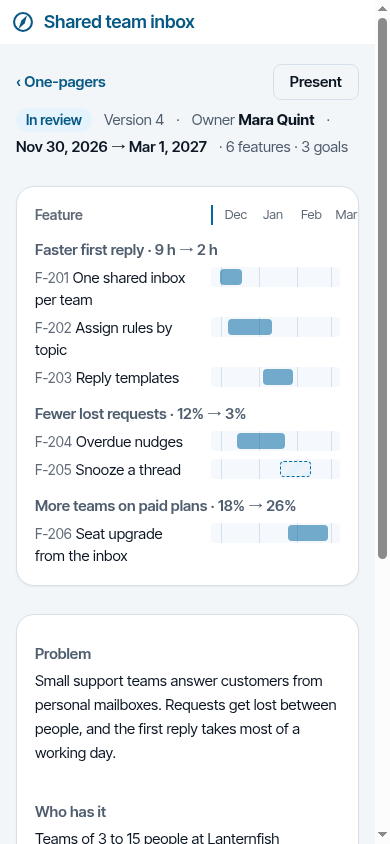 Shared team inbox
‹ One-pagers
Present
In review Version 4 · Owner Mara Quint ·
Nov 30, 2026 → Mar 1, 2027 · 6 features · 3 goals
Feature Dec Jan Feb Mar
Faster first reply · 9 h → 2 h
F-201 One shared inbox
per team
F-202 Assign rules by
topic
F-203 Reply templates
Fewer lost requests · 12% → 3%
F-204 Overdue nudges
F-205 Snooze a thread
More teams on paid plans · 18% → 26%
F-206 Seat upgrade
from the inbox
Problem
Small support teams answer customers from
personal mailboxes. Requests get lost between
people, and the first reply takes most of a
working day.
Who has it
Teams of 3 to 15 people at Lanternfish